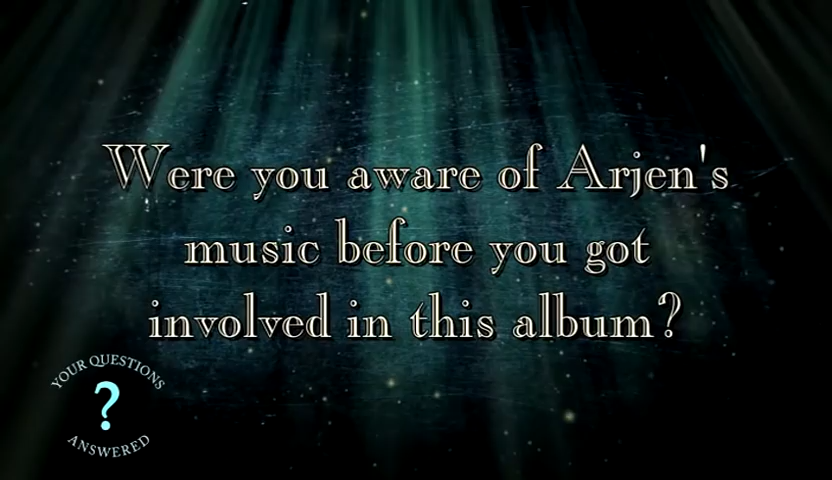 Were you aware of Arjen's
music before you got
involved in this album?
YOUR QUESTIONS
?
ANSWERED